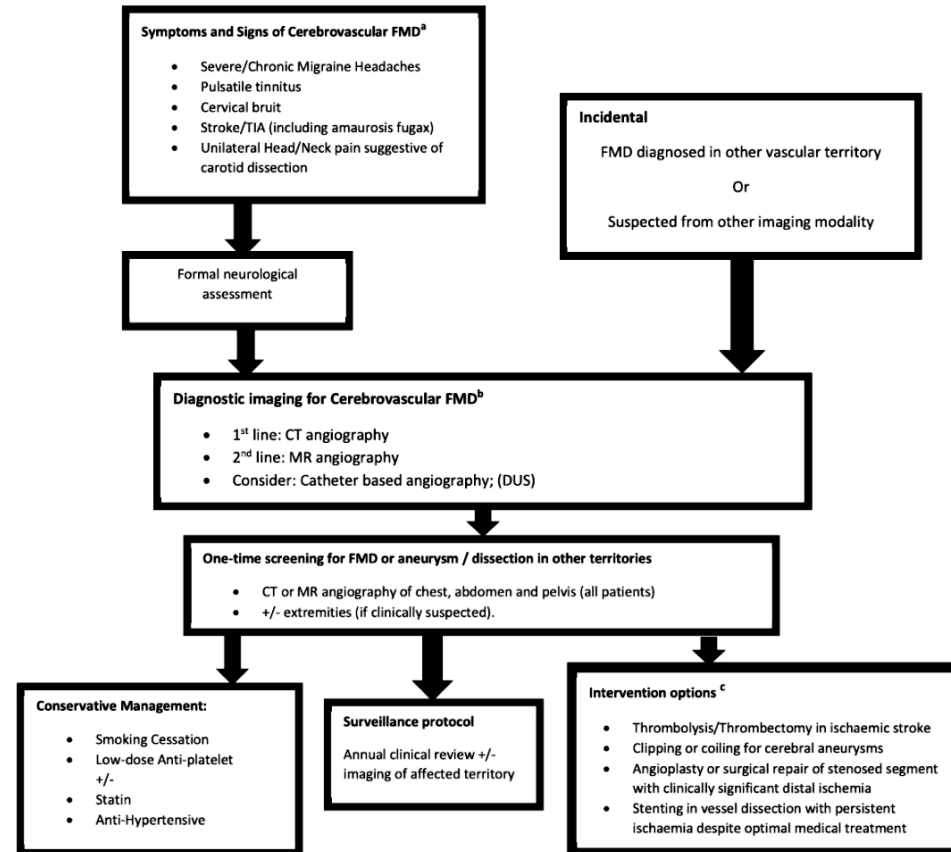 Symptoms and Signs of Cerebrovascular FMDᵃ
• Severe/Chronic Migraine Headaches
• Pulsatile tinnitus
• Cervical bruit
• Stroke/TIA (including amaurosis fugax)
• Unilateral Head/Neck pain suggestive of
carotid dissection
Incidental
FMD diagnosed in other vascular territory
Or
Suspected from other imaging modality
Formal neurological
assessment
Diagnostic imaging for Cerebrovascular FMDᵇ
• 1ˢᵗ line: CT angiography
• 2ⁿᵈ line: MR angiography
• Consider: Catheter based angiography; (DUS)
One-time screening for FMD or aneurysm / dissection in other territories
• CT or MR angiography of chest, abdomen and pelvis (all patients)
• +/- extremities (if clinically suspected).
Conservative Management:
• Smoking Cessation
• Low-dose Anti-platelet
+/-
• Statin
• Anti-Hypertensive
Surveillance protocol
Annual clinical review +/-
imaging of affected territory
Intervention options ᶜ
• Thrombolysis/Thrombectomy in ischaemic stroke
• Clipping or coiling for cerebral aneurysms
• Angioplasty or surgical repair of stenosed segment
with clinically significant distal ischemia
• Stenting in vessel dissection with persistent
ischaemia despite optimal medical treatment